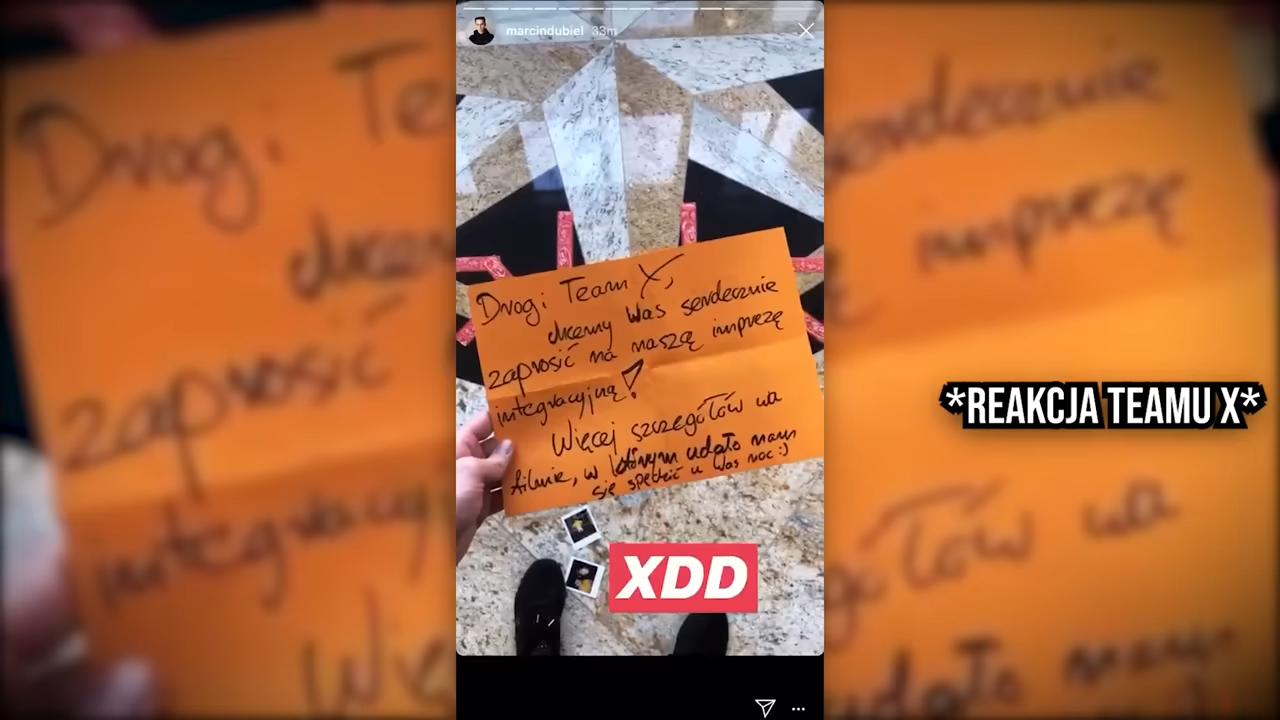 marcindubiel 33m
Drogi Team X,
chcemy Was serdecznie
zaprosić na naszą imprezę
integracyjną!
Więcej szczegółów na
filmie, w którym udało nam
się spędzić u Was noc :)
XDD
*REAKCJA TEAMU X*